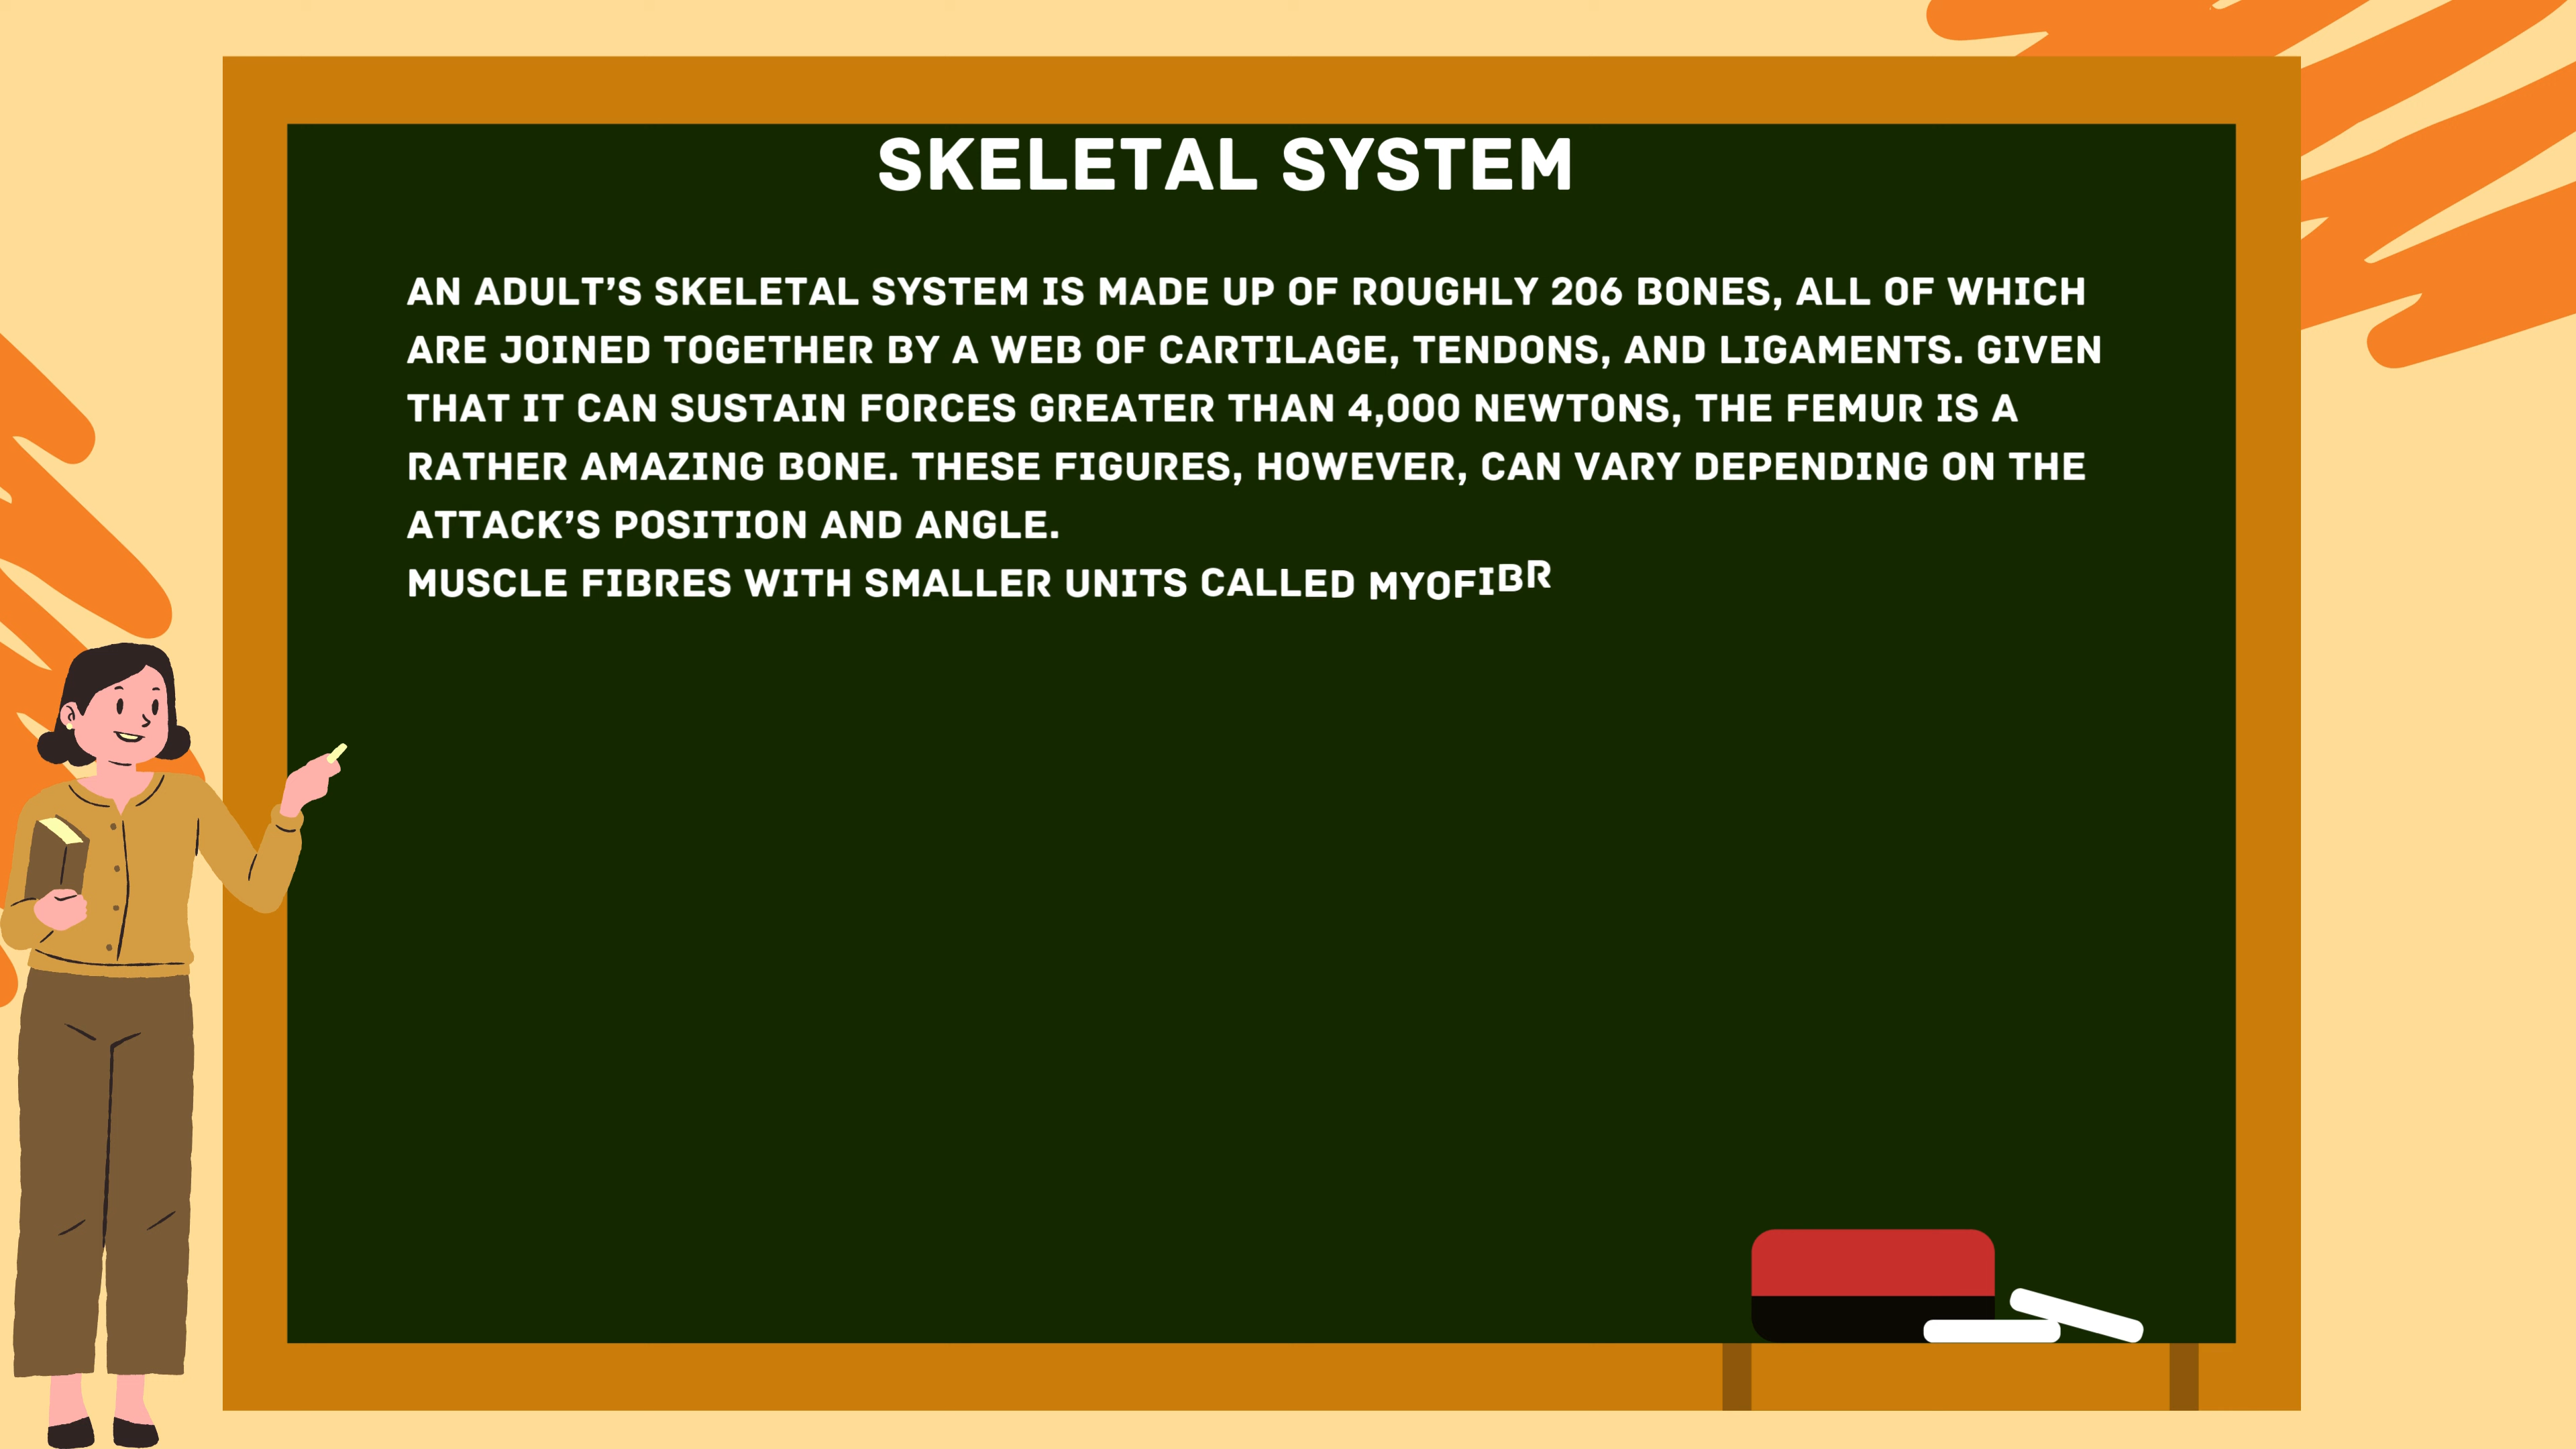 SKELETAL SYSTEM
AN ADULT’S SKELETAL SYSTEM IS MADE UP OF ROUGHLY 206 BONES, ALL OF WHICH
ARE JOINED TOGETHER BY A WEB OF CARTILAGE, TENDONS, AND LIGAMENTS. GIVEN
THAT IT CAN SUSTAIN FORCES GREATER THAN 4,000 NEWTONS, THE FEMUR IS A
RATHER AMAZING BONE. THESE FIGURES, HOWEVER, CAN VARY DEPENDING ON THE
ATTACK’S POSITION AND ANGLE.
MUSCLE FIBRES WITH SMALLER UNITS CALLED MYOFIBR